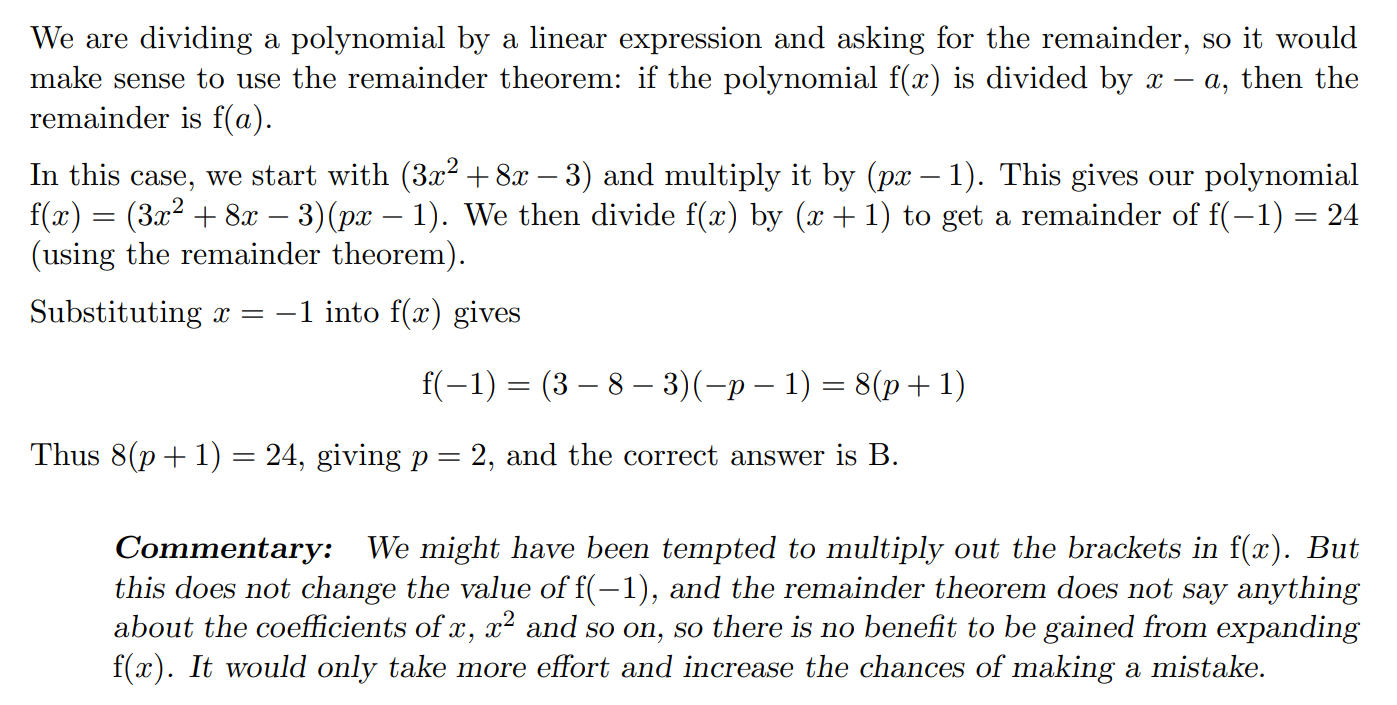 We are dividing a polynomial by a linear expression and asking for the remainder, so it would
make sense to use the remainder theorem: if the polynomial f(x) is divided by x − a, then the
remainder is f(a).
In this case, we start with (3x² + 8x − 3) and multiply it by (px − 1). This gives our polynomial
f(x) = (3x² + 8x − 3)(px − 1). We then divide f(x) by (x + 1) to get a remainder of f(−1) = 24
(using the remainder theorem).
Substituting x = −1 into f(x) gives
f(−1) = (3 − 8 − 3)(−p − 1) = 8(p + 1)
Thus 8(p + 1) = 24, giving p = 2, and the correct answer is B.
Commentary: We might have been tempted to multiply out the brackets in f(x). But
this does not change the value of f(−1), and the remainder theorem does not say anything
about the coefficients of x, x² and so on, so there is no benefit to be gained from expanding
f(x). It would only take more effort and increase the chances of making a mistake.